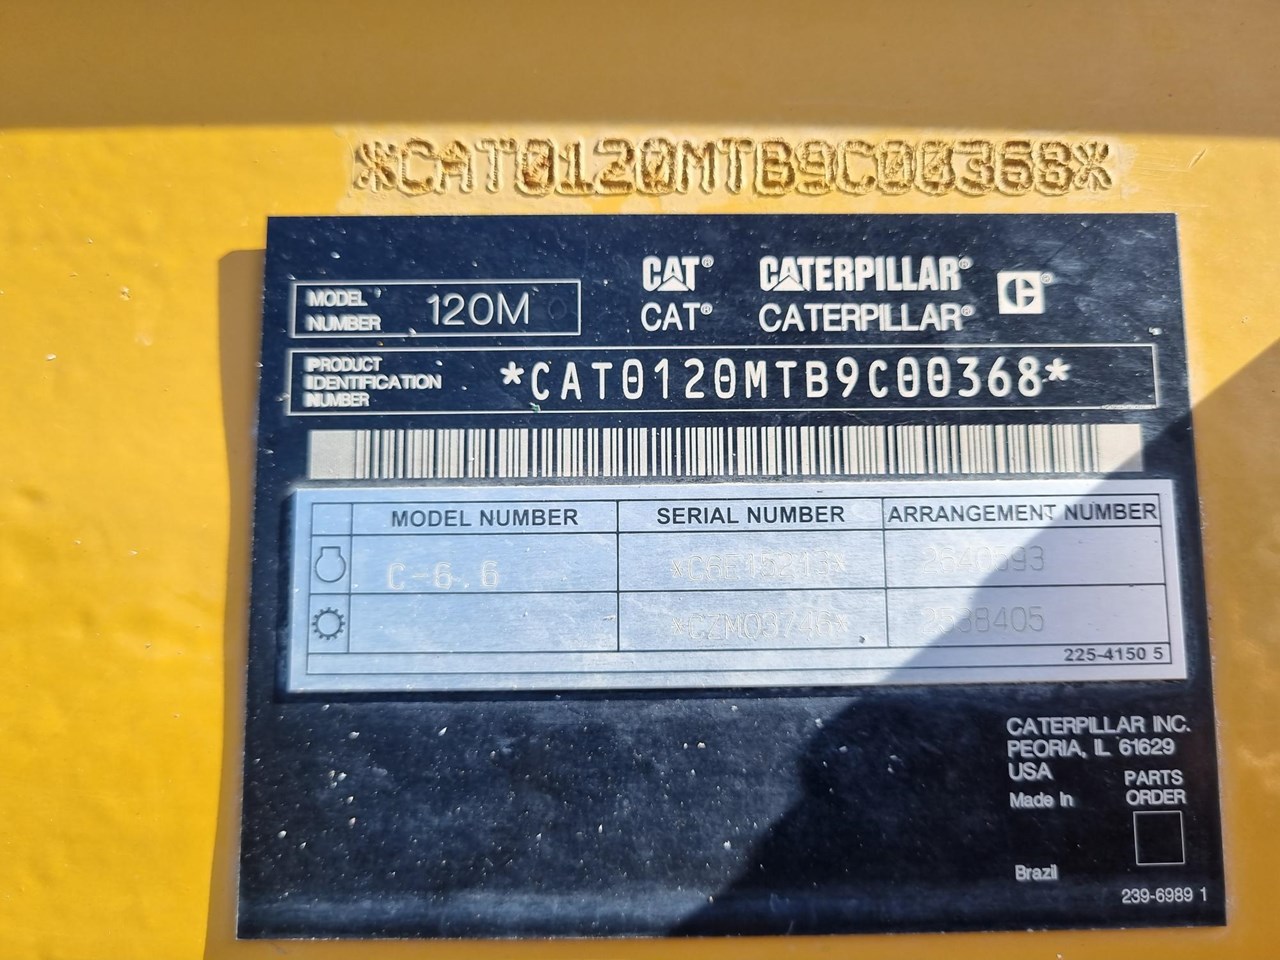 *CAT0120MTB9C00368*
CAT® CATERPILLAR®
MODEL NUMBER 120M
CAT® CATERPILLAR®
PRODUCT IDENTIFICATION NUMBER *CAT0120MTB9C00368*
MODEL NUMBER SERIAL NUMBER ARRANGEMENT NUMBER
C-6.6
225-4150 5
CATERPILLAR INC.
PEORIA, IL 61629
USA
PARTS
ORDER
Made In
Brazil
239-6989 1